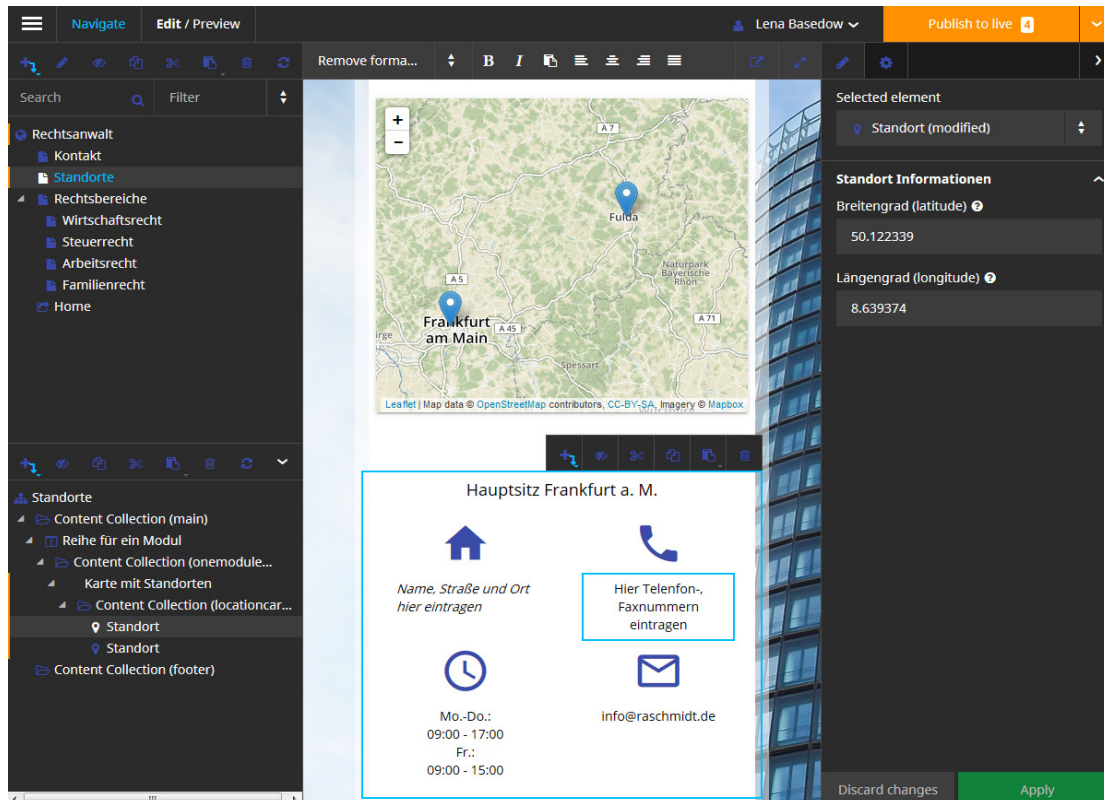 Navigate
Edit / Preview
Lena Basedow
Publish to live 4
Search
Filter
Rechtsanwalt
Kontakt
Standorte
Rechtsbereiche
Wirtschaftsrecht
Steuerrecht
Arbeitsrecht
Familienrecht
Home
Standorte
Content Collection (main)
Reihe für ein Modul
Content Collection (onemodule...
Karte mit Standorten
Content Collection (locationcar...
Standort
Standort
Content Collection (footer)
Remove forma...
B I
+
−
A 7
Fulda
Naturpark
Bayerische
Rhön
A 5
Frankfurt
am Main
A 45
A 71
irge
Spessart
Leaflet | Map data © OpenStreetMap contributors, CC-BY-SA, Imagery © Mapbox
Hauptsitz Frankfurt a. M.
Name, Straße und Ort
hier eintragen
Hier Telenfon-,
Faxnummern
eintragen
Mo.-Do.:
09:00 - 17:00
Fr.:
09:00 - 15:00
info@raschmidt.de
Selected element
Standort (modified)
Standort Informationen
Breitengrad (latitude)
50.122339
Längengrad (longitude)
8.639374
Discard changes
Apply